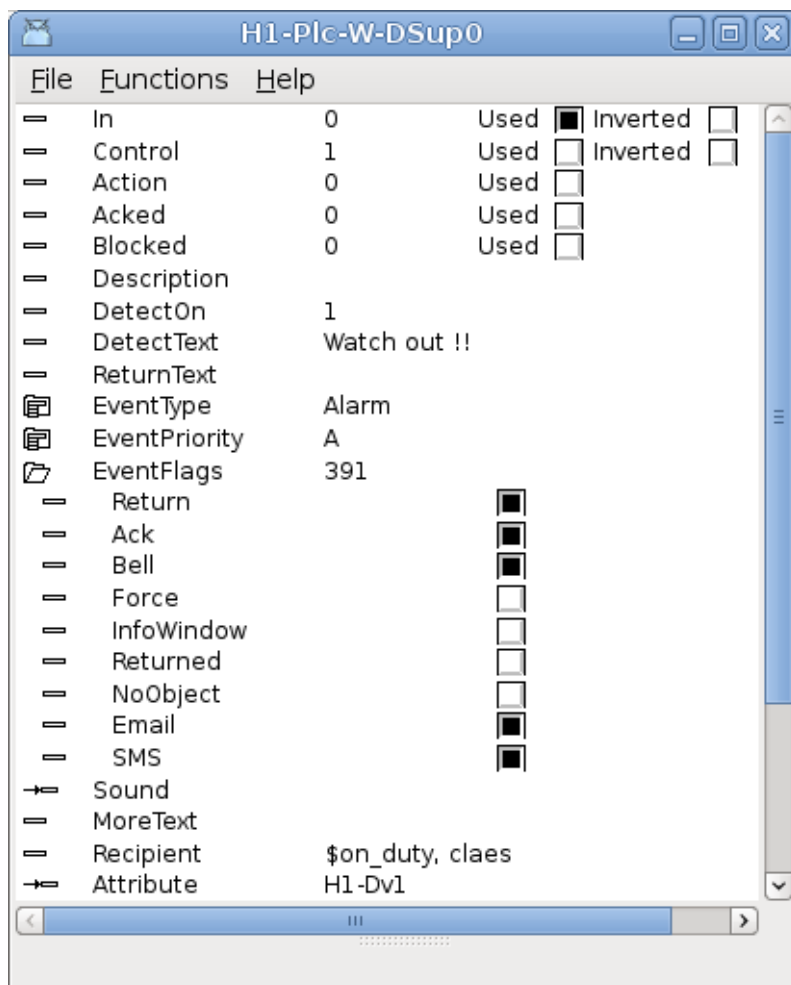 H1-Plc-W-DSup0
File Functions Help
In 0 Used Inverted
Control 1 Used Inverted
Action 0 Used
Acked 0 Used
Blocked 0 Used
Description
DetectOn 1
DetectText Watch out !!
ReturnText
EventType Alarm
EventPriority A
EventFlags 391
Return
Ack
Bell
Force
InfoWindow
Returned
NoObject
Email
SMS
Sound
MoreText
Recipient $on_duty, claes
Attribute H1-Dv1